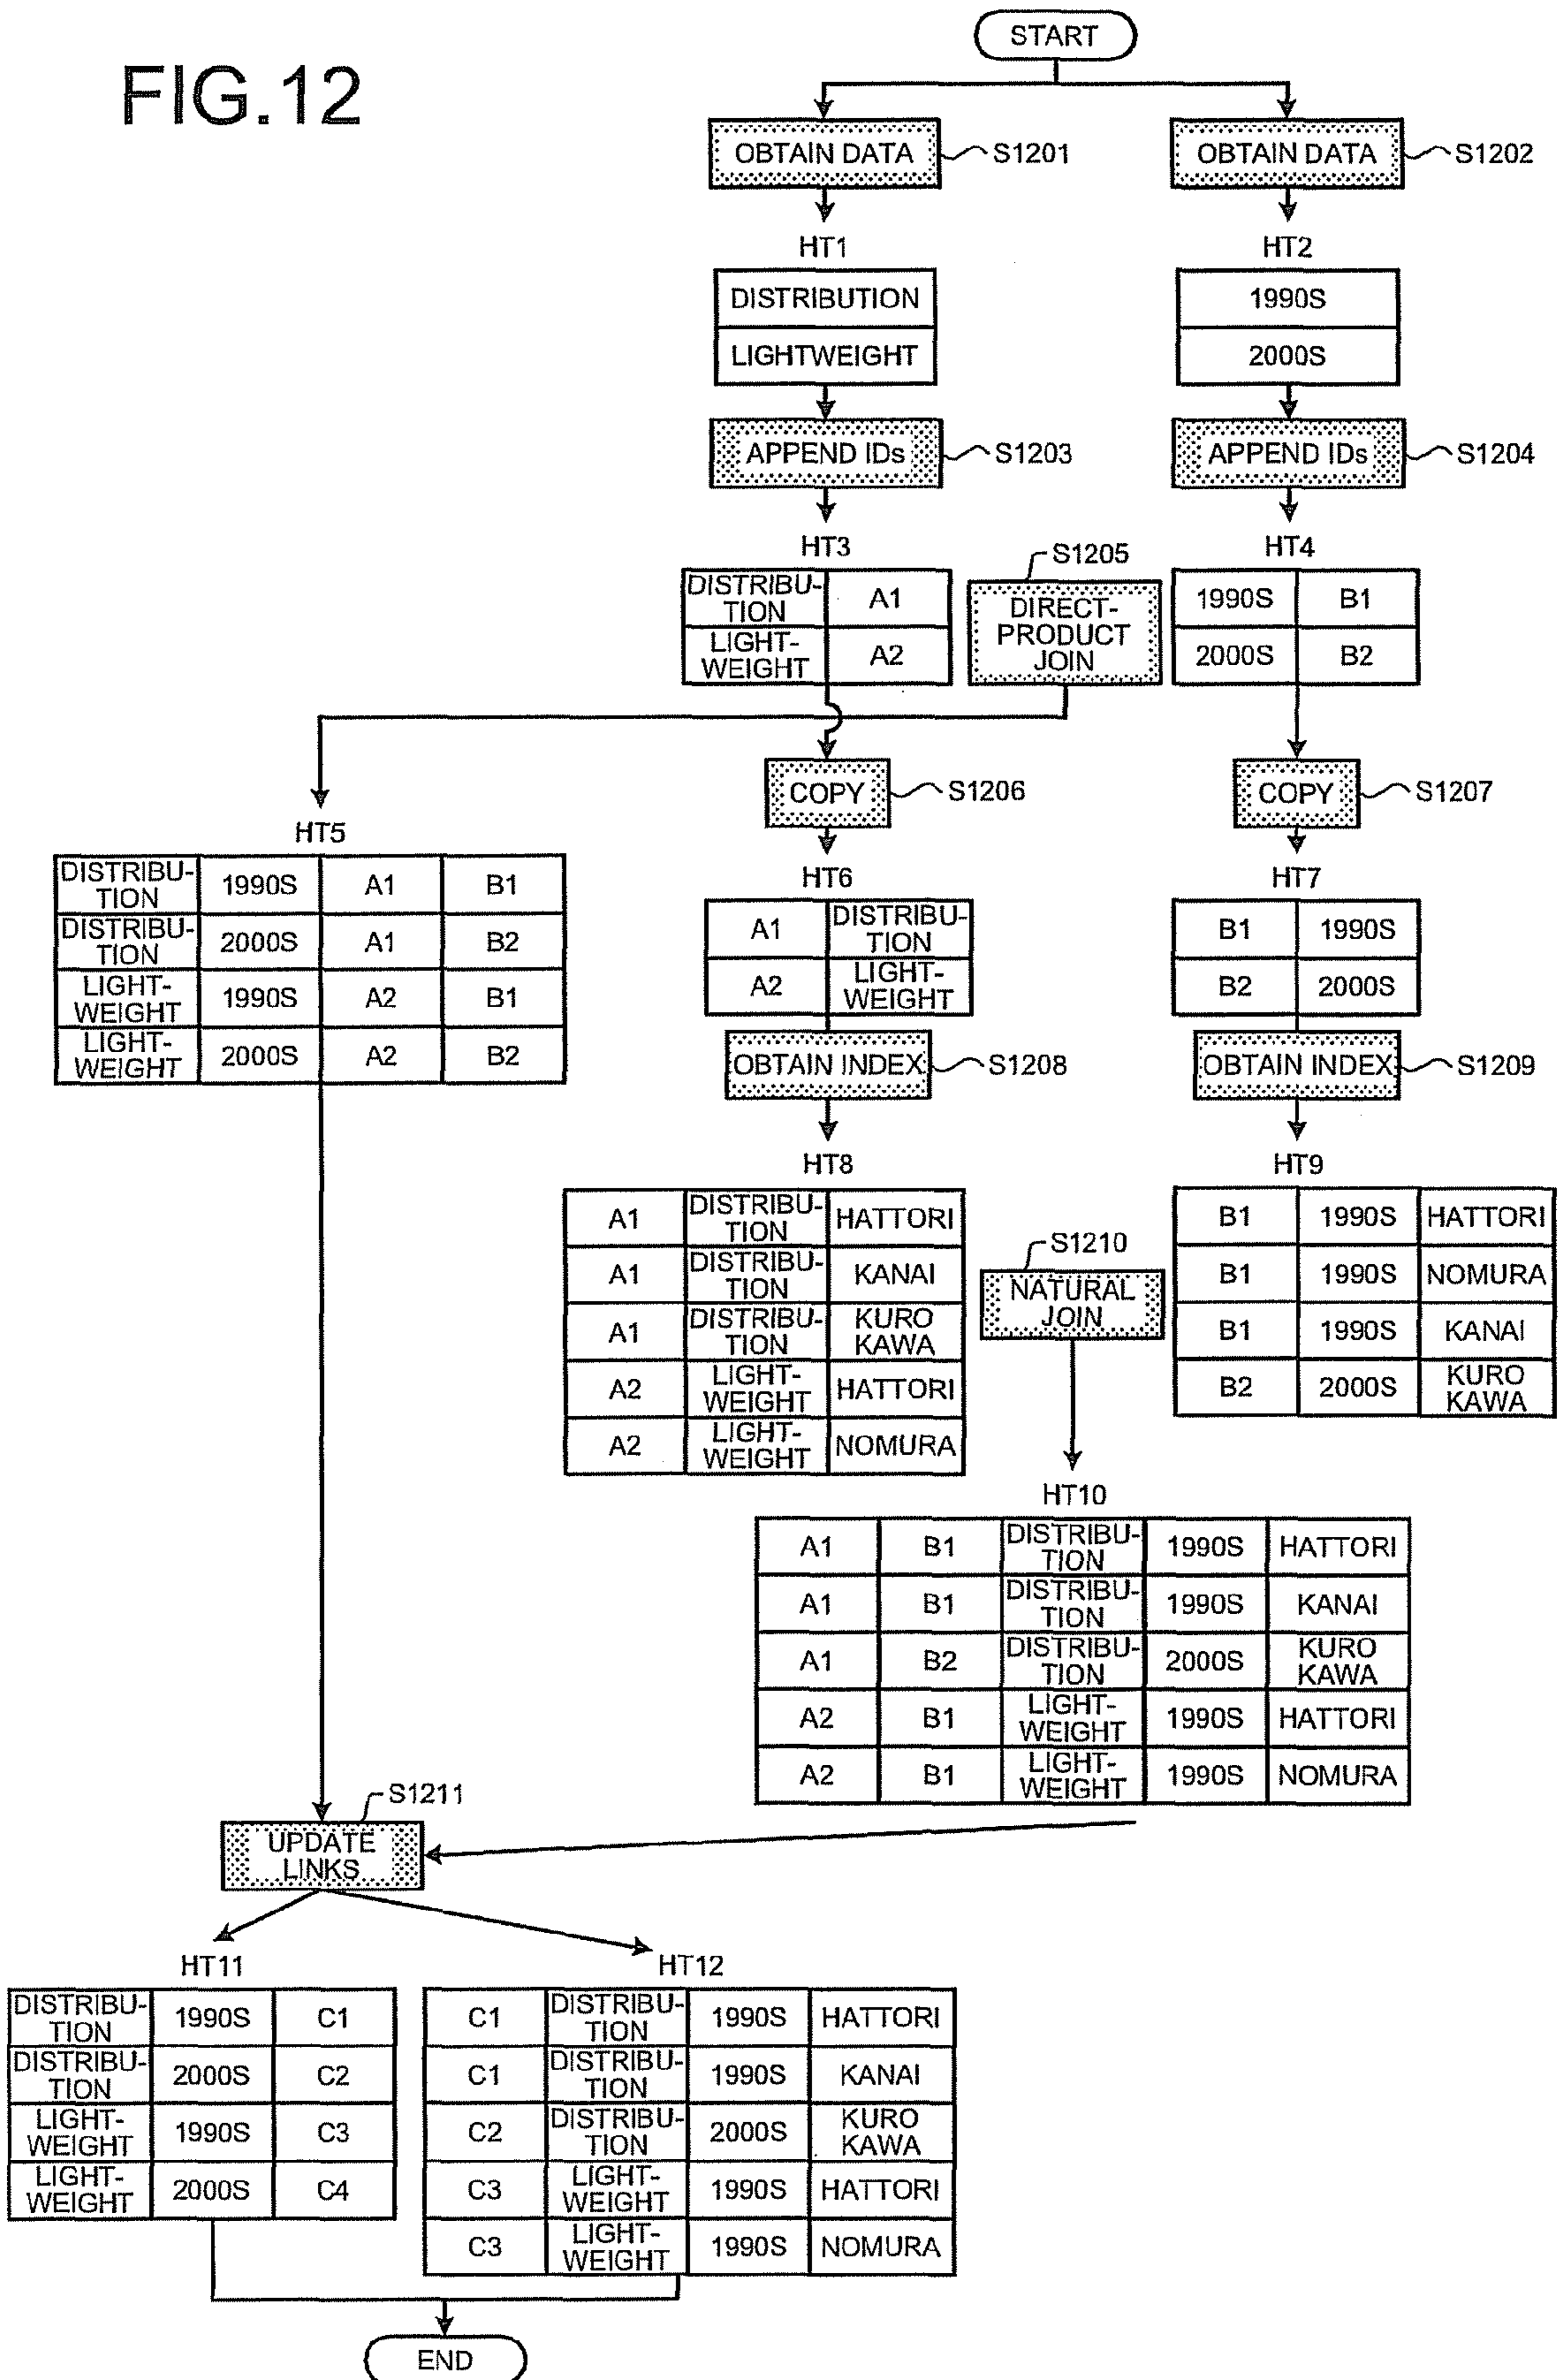 FIG.12
START
OBTAIN DATA
S1201
OBTAIN DATA
S1202
HT1
DISTRIBUTION
LIGHTWEIGHT
HT2
1990S
2000S
APPEND IDs
S1203
APPEND IDs
S1204
HT3
DISTRIBU-
TION
A1
LIGHT-
WEIGHT
A2
S1205
DIRECT-
PRODUCT
JOIN
HT4
1990S
B1
2000S
B2
COPY
S1206
COPY
S1207
HT5
DISTRIBU-
TION
1990S
A1
B1
DISTRIBU-
TION
2000S
A1
B2
LIGHT-
WEIGHT
1990S
A2
B1
LIGHT-
WEIGHT
2000S
A2
B2
HT6
A1
DISTRIBU-
TION
A2
LIGHT-
WEIGHT
HT7
B1
1990S
B2
2000S
OBTAIN INDEX
S1208
OBTAIN INDEX
S1209
HT8
A1
DISTRIBU-
TION
HATTORI
A1
DISTRIBU-
TION
KANAI
A1
DISTRIBU-
TION
KURO
KAWA
A2
LIGHT-
WEIGHT
HATTORI
A2
LIGHT-
WEIGHT
NOMURA
S1210
NATURAL
JOIN
HT9
B1
1990S
HATTORI
B1
1990S
NOMURA
B1
1990S
KANAI
B2
2000S
KURO
KAWA
HT10
A1
B1
DISTRIBU-
TION
1990S
HATTORI
A1
B1
DISTRIBU-
TION
1990S
KANAI
A1
B2
DISTRIBU-
TION
2000S
KURO
KAWA
A2
B1
LIGHT-
WEIGHT
1990S
HATTORI
A2
B1
LIGHT-
WEIGHT
1990S
NOMURA
S1211
UPDATE
LINKS
HT11
DISTRIBU-
TION
1990S
C1
DISTRIBU-
TION
2000S
C2
LIGHT-
WEIGHT
1990S
C3
LIGHT-
WEIGHT
2000S
C4
HT12
C1
DISTRIBU-
TION
1990S
HATTORI
C1
DISTRIBU-
TION
1990S
KANAI
C2
DISTRIBU-
TION
2000S
KURO
KAWA
C3
LIGHT-
WEIGHT
1990S
HATTORI
C3
LIGHT-
WEIGHT
1990S
NOMURA
END